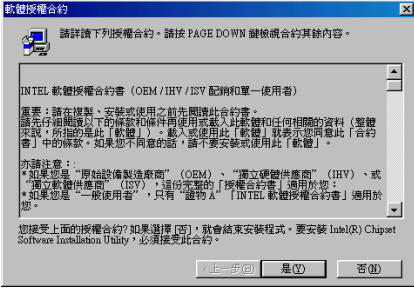 軟體授權合約
請詳讀下列授權合約。請按 PAGE DOWN 鍵檢視合約其餘內容。
INTEL 軟體授權合約書 (OEM / IHV / ISV 配銷和單一使用者)
重要：請在複製、安裝或使用之前先閱讀此合約書。
請先仔細閱讀以下的條款和條件再使用或載入此軟體和任何相關的資料 (整體
來說，所指的是此「軟體」) 。載入或使用此「軟體」就表示您同意此「合約
書」中的條款。如果您不同意的話，請不要安裝或使用此「軟體」。
亦請注意：:
*如果您是“原始設備製造廠商” (OEM) 、“獨立硬體供應商” (IHV) 、或
“獨立軟體供應商” (ISV) ，這份完整的「授權合約書」適用於您：
*如果您是“一般使用者”，只有“證物 A”「INTEL 軟體授權合約書」適用於
您。
您接受上面的授權合約?如果選擇 [否]，就會結束安裝程式。要安裝 Intel(R) Chipset
Software Installation Utility，必須接受此合約。
<上一步(B) 是(Y) 否(N)